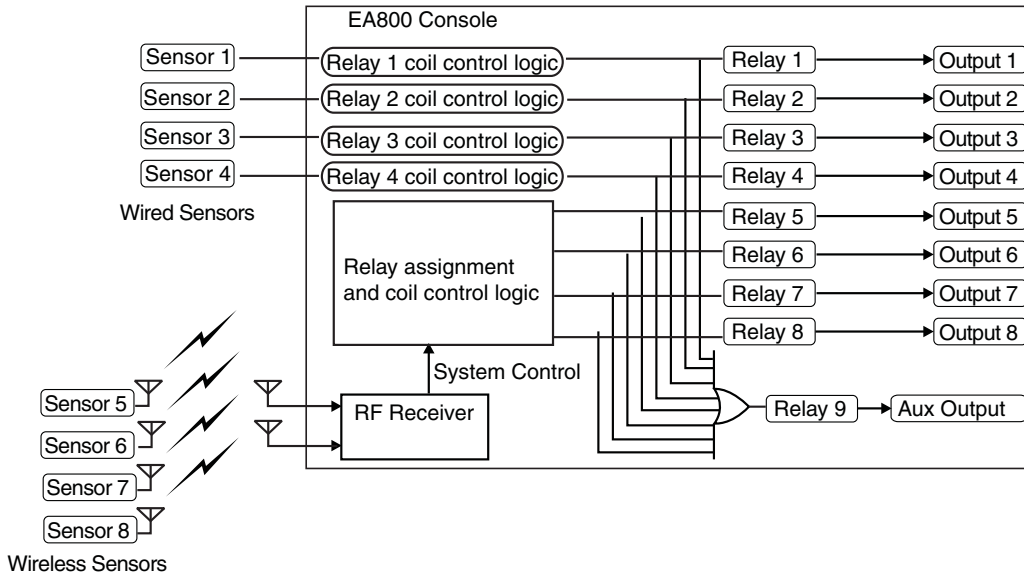 EA800 Console
Sensor 1
Relay 1 coil control logic
Relay 1
Output 1
Sensor 2
Relay 2 coil control logic
Relay 2
Output 2
Sensor 3
Relay 3 coil control logic
Relay 3
Output 3
Sensor 4
Relay 4 coil control logic
Relay 4
Output 4
Wired Sensors
Relay assignment
and coil control logic
Relay 5
Output 5
Relay 6
Output 6
Relay 7
Output 7
Relay 8
Output 8
System Control
RF Receiver
Relay 9
Aux Output
Sensor 5
Sensor 6
Sensor 7
Sensor 8
Wireless Sensors